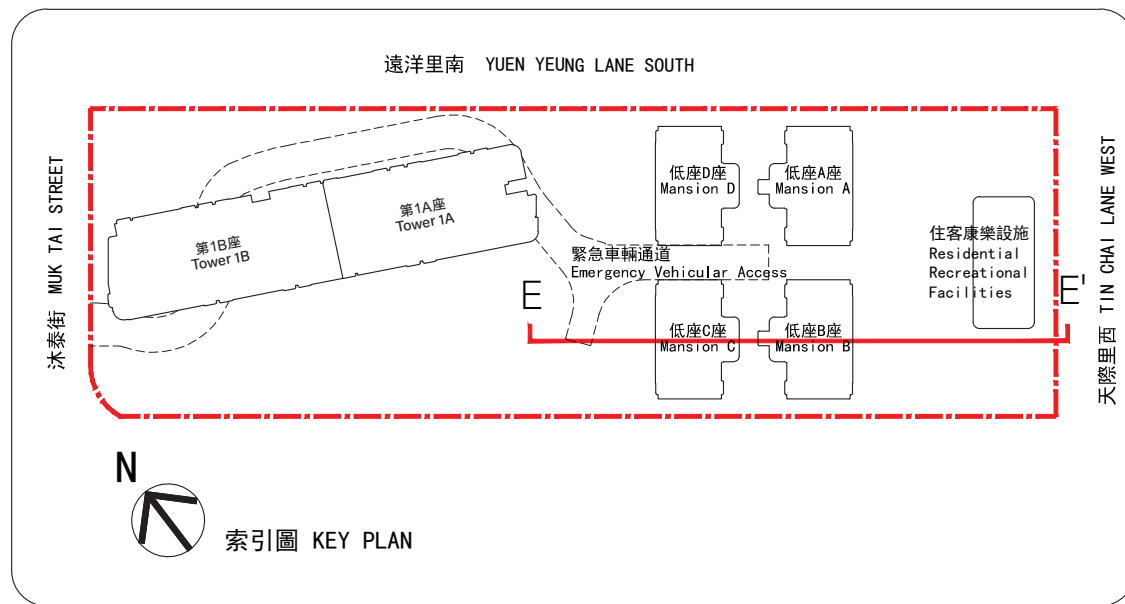 遠洋里南 YUEN YEUNG LANE SOUTH
沐泰街 MUK TAI STREET
第1B座
Tower 1B
第1A座
Tower 1A
低座D座
Mansion D
低座A座
Mansion A
緊急車輛通道
Emergency Vehicular Access
住客康樂設施
Residential
Recreational
Facilities
天際里西 TIN CHAI LANE WEST
E
E'
低座C座
Mansion C
低座B座
Mansion B
N
索引圖 KEY PLAN